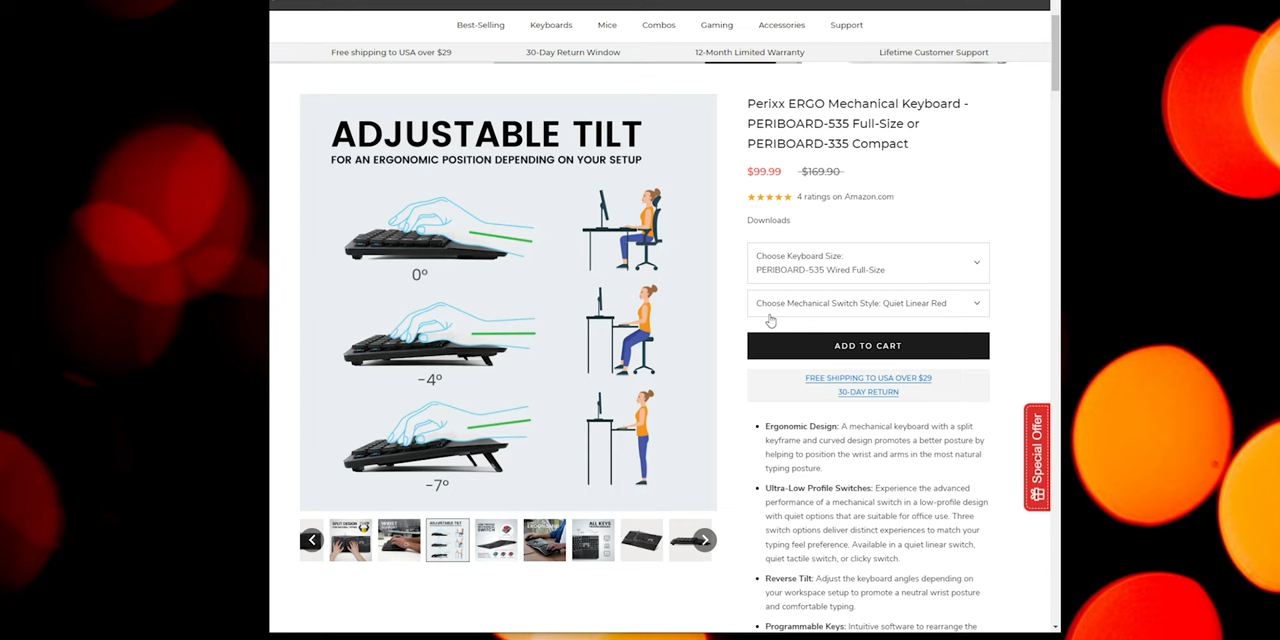 Best-Selling Keyboards Mice Combos Gaming Accessories Support
Free shipping to USA over $29 30-Day Return Window 12-Month Limited Warranty Lifetime Customer Support
ADJUSTABLE TILT
FOR AN ERGONOMIC POSITION DEPENDING ON YOUR SETUP
0°
-4°
-7°
Perixx ERGO Mechanical Keyboard -
PERIBOARD-535 Full-Size or
PERIBOARD-335 Compact
$99.99 $169.90
4 ratings on Amazon.com
Downloads
Choose Keyboard Size:
PERIBOARD-535 Wired Full-Size
Choose Mechanical Switch Style: Quiet Linear Red
ADD TO CART
FREE SHIPPING TO USA OVER $29
30-DAY RETURN
Ergonomic Design: A mechanical keyboard with a split
keyframe and curved design promotes a better posture by
helping to position the wrist and arms in the most natural
typing posture.
Ultra-Low Profile Switches: Experience the advanced
performance of a mechanical switch in a low-profile design
with quiet options that are suitable for office use. Three
switch options deliver distinct experiences to match your
typing feel preference. Available in a quiet linear switch,
quiet tactile switch, or clicky switch.
Reverse Tilt: Adjust the keyboard angles depending on
your workspace setup to promote a neutral wrist posture
and comfortable typing.
Programmable Keys: Intuitive software to rearrange the
Special Offer
SPLIT DESIGN
ADJUSTABLE TILT
ERGONOMIC
ALL KEYS